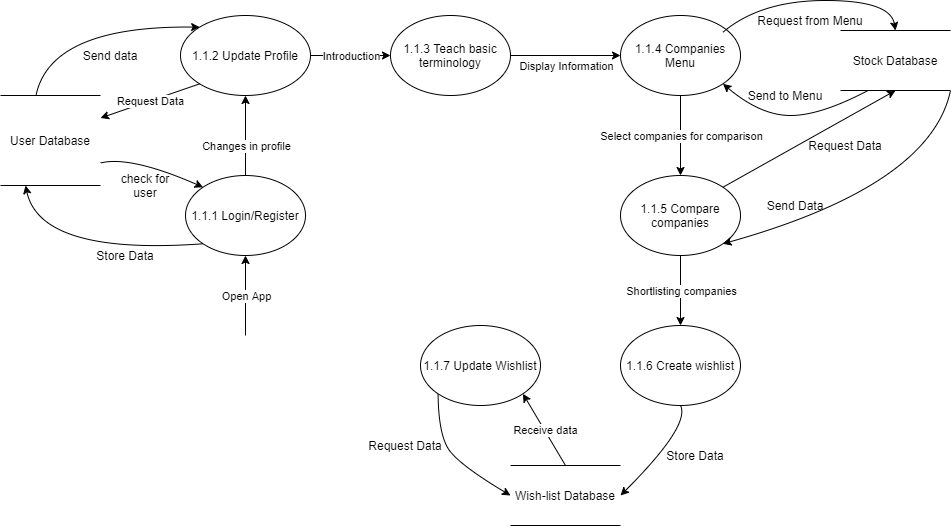 Request from Menu
Send data
1.1.2 Update Profile
Introduction
1.1.3 Teach basic
terminology
Display Information
1.1.4 Companies
Menu
Stock Database
Request Data
Send to Menu
User Database
Changes in profile
Select companies for comparison
Request Data
check for
user
1.1.1 Login/Register
1.1.5 Compare
companies
Send Data
Store Data
Open App
Shortlisting companies
1.1.7 Update Wishlist
1.1.6 Create wishlist
Receive data
Request Data
Store Data
Wish-list Database